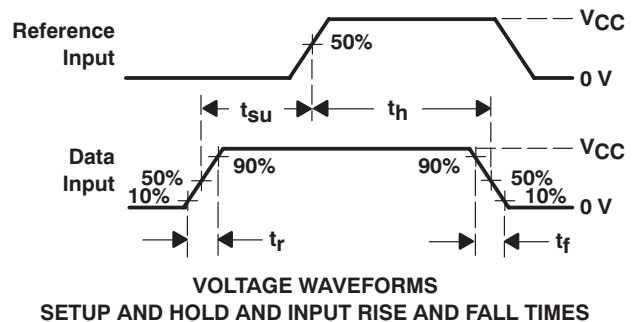 Reference
Input
50%
VCC
0 V
tsu
th
Data
Input
50%
10%
90%
90%
50%
10%
VCC
0 V
tr
tf
VOLTAGE WAVEFORMS
SETUP AND HOLD AND INPUT RISE AND FALL TIMES